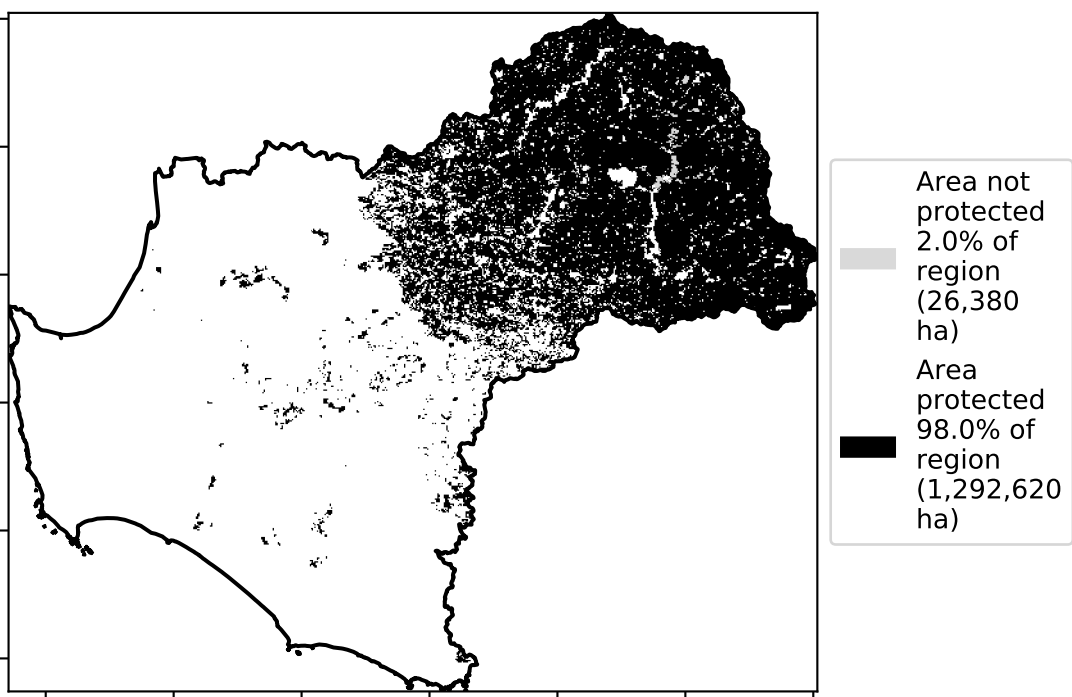 Area not
protected
2.0% of
region
(26,380
ha)
Area
protected
98.0% of
region
(1,292,620
ha)